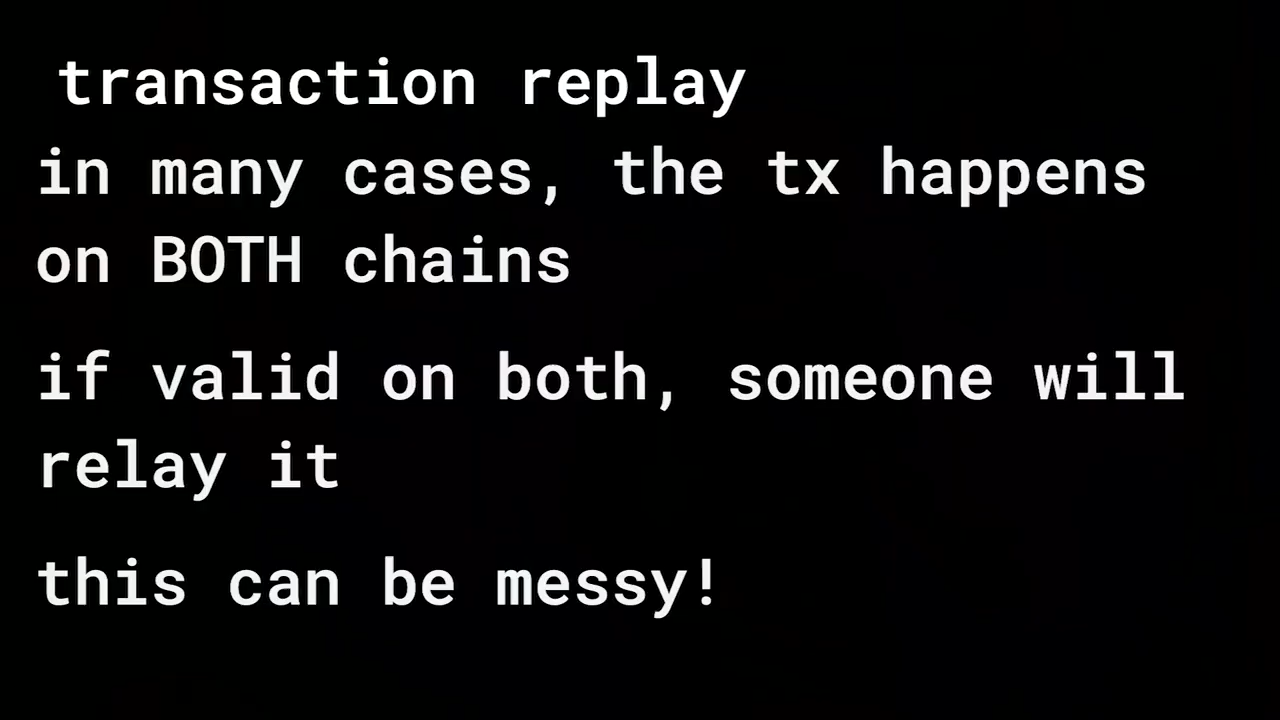 transaction replay
in many cases, the tx happens
on BOTH chains
if valid on both, someone will
relay it
this can be messy!